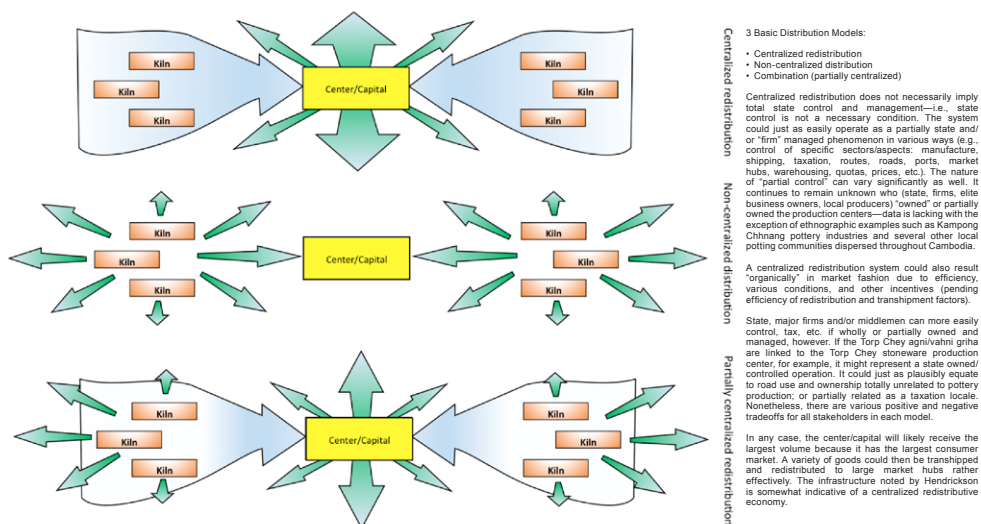 Kiln
Kiln
Kiln
Center/Capital
Kiln
Kiln
Kiln
Centralized redistribution
Kiln
Kiln
Kiln
Center/Capital
Kiln
Kiln
Kiln
Non-centralized distribution
Kiln
Kiln
Kiln
Center/Capital
Kiln
Kiln
Kiln
Partially centralized redistribution
3 Basic Distribution Models:
• Centralized redistribution
• Non-centralized distribution
• Combination (partially centralized)
Centralized redistribution does not necessarily imply
total state control and management—i.e., state
control is not a necessary condition. The system
could just as easily operate as a partially state and/
or “firm” managed phenomenon in various ways (e.g.,
control of specific sectors/aspects: manufacture,
shipping, taxation, routes, roads, ports, market
hubs, warehousing, quotas, prices, etc.). The nature
of “partial control” can vary significantly as well. It
continues to remain unknown who (state, firms, elite
business owners, local producers) “owned” or partially
owned the production centers—data is lacking with the
exception of ethnographic examples such as Kampong
Chhnang pottery industries and several other local
potting communities dispersed throughout Cambodia.
A centralized redistribution system could also result
“organically” in market fashion due to efficiency,
various conditions, and other incentives (pending
efficiency of redistribution and transhipment factors).
State, major firms and/or middlemen can more easily
control, tax, etc. if wholly or partially owned and
managed, however. If the Torp Chey agni/vahni griha
are linked to the Torp Chey stoneware production
center, for example, it might represent a state owned/
controlled operation. It could just as plausibly equate
to road use and ownership totally unrelated to pottery
production; or partially related as a taxation locale.
Nonetheless, there are various positive and negative
tradeoffs for all stakeholders in each model.
In any case, the center/capital will likely receive the
largest volume because it has the largest consumer
market. A variety of goods could then be transhipped
and redistributed to large market hubs rather
effectively. The infrastructure noted by Hendrickson
is somewhat indicative of a centralized redistributive
economy.